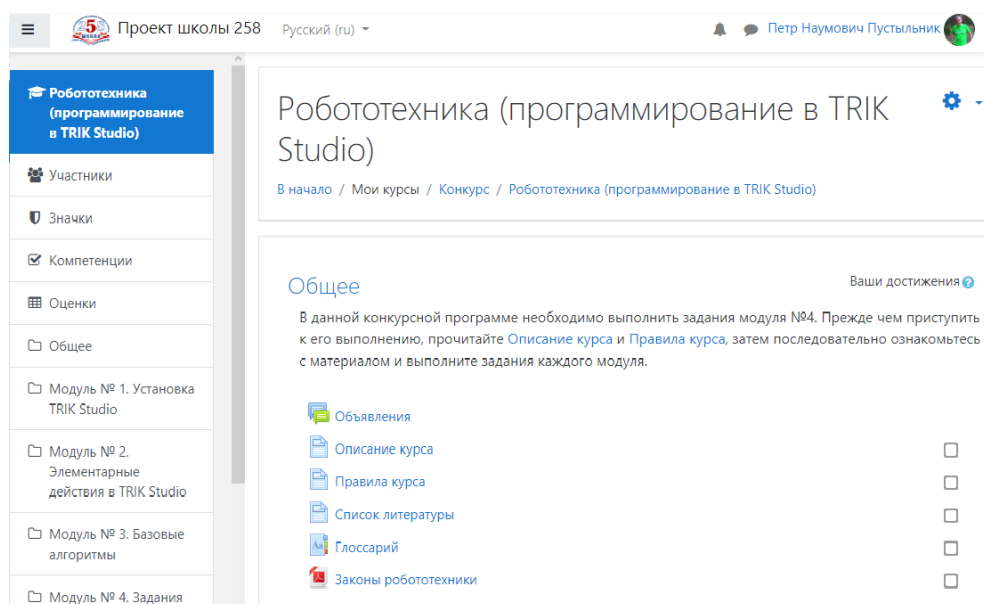 Проект школы 258
Русский (ru)
Петр Наумович Пустыльник
Робототехника
(программирование
в TRIK Studio)
Участники
Значки
Компетенции
Оценки
Общее
Модуль № 1. Установка
TRIK Studio
Модуль № 2.
Элементарные
действия в TRIK Studio
Модуль № 3. Базовые
алгоритмы
Модуль № 4. Задания
Робототехника (программирование в TRIK
Studio)
В начало / Мои курсы / Конкурс / Робототехника (программирование в TRIK Studio)
Общее
Ваши достижения
В данной конкурсной программе необходимо выполнить задания модуля №4. Прежде чем приступить
к его выполнению, прочитайте Описание курса и Правила курса, затем последовательно ознакомьтесь
с материалом и выполните задания каждого модуля.
Объявления
Описание курса
Правила курса
Список литературы
Глоссарий
Законы робототехники